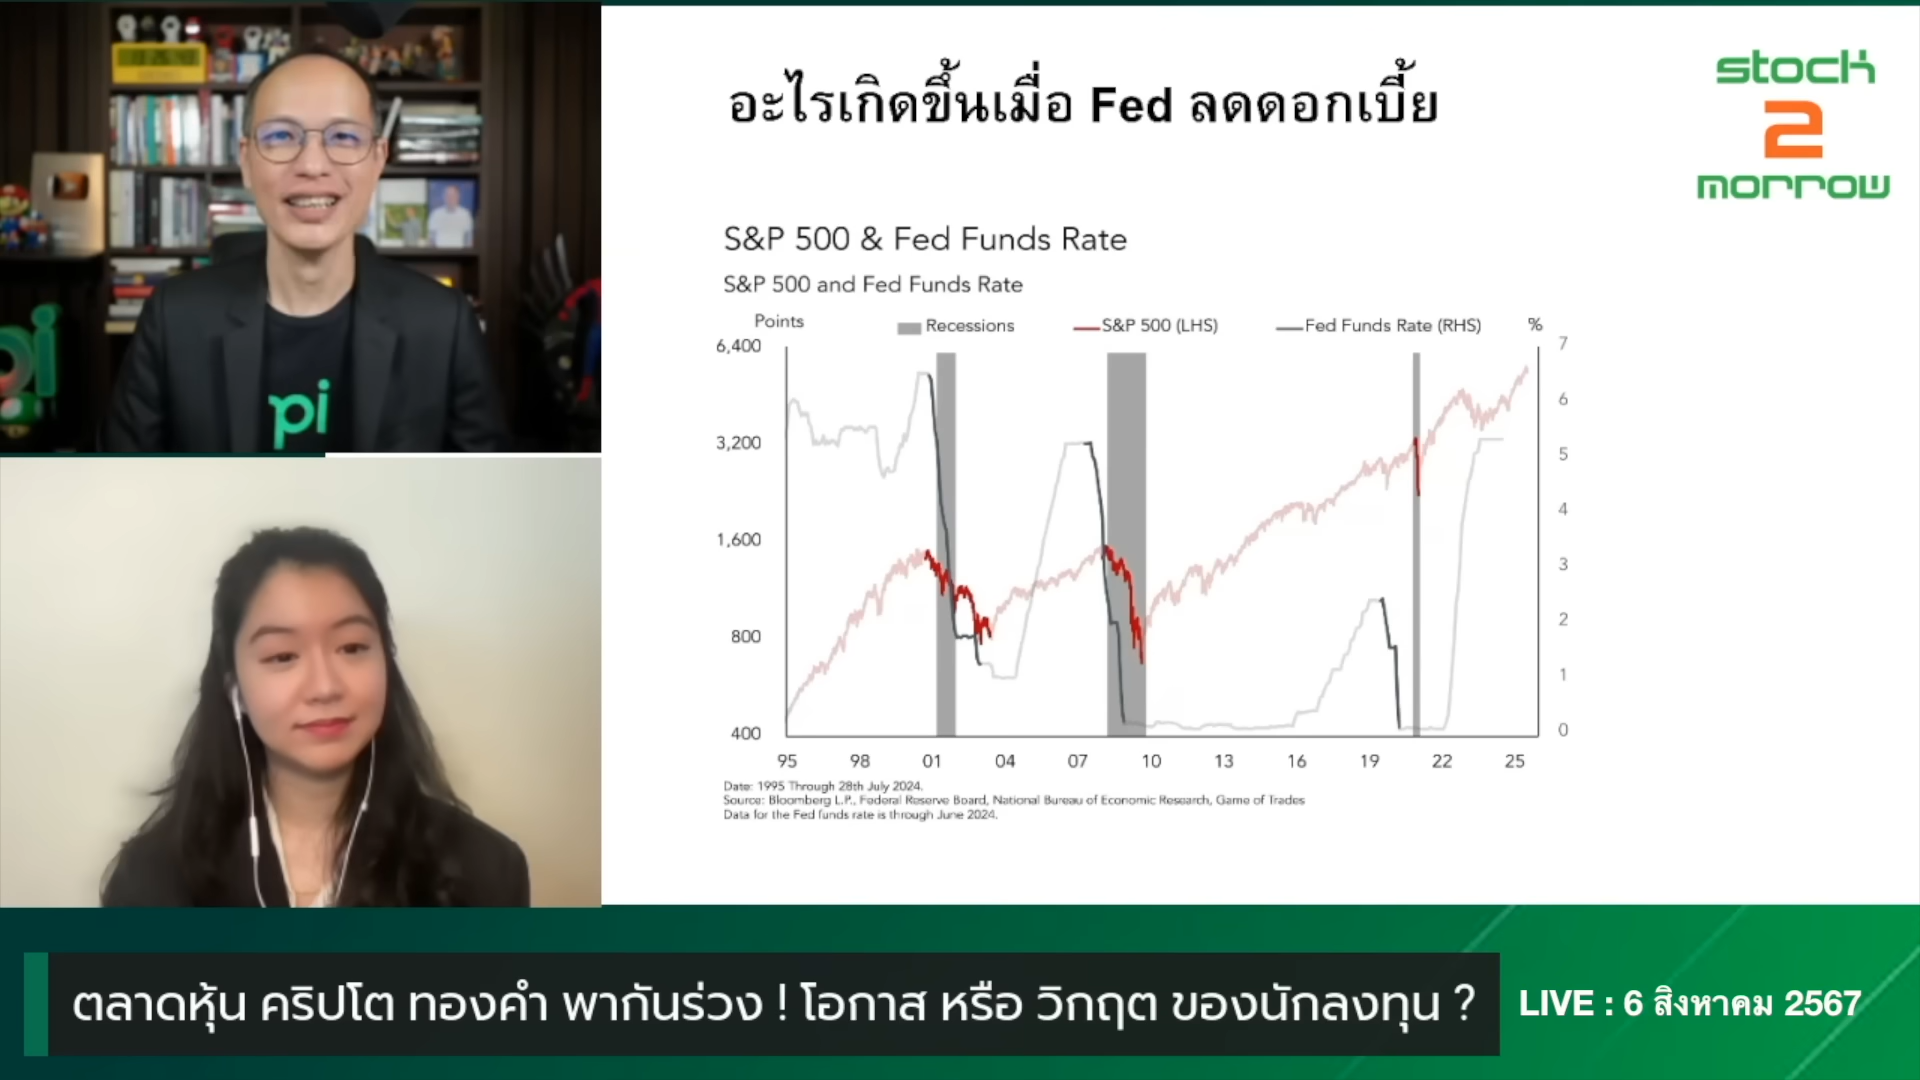 อะไรเกิดขึ้นเมื่อ Fed ลดดอกเบี้ย
stock
2
morrow
S&P 500 & Fed Funds Rate
S&P 500 and Fed Funds Rate
Points
Recessions
S&P 500 (LHS)
Fed Funds Rate (RHS)
%
6,400
3,200
1,600
800
400
7
6
5
4
3
2
1
0
95 98 01 04 07 10 13 16 19 22 25
Date: 1995 Through 28th July 2024.
Source: Bloomberg L.P., Federal Reserve Board, National Bureau of Economic Research, Game of Trades
Data for the Fed funds rate is through June 2024.
pi
pi
ตลาดหุ้น คริปโต ทองคำ พากันร่วง ! โอกาส หรือ วิกฤต ของนักลงทุน ?
LIVE : 6 สิงหาคม 2567